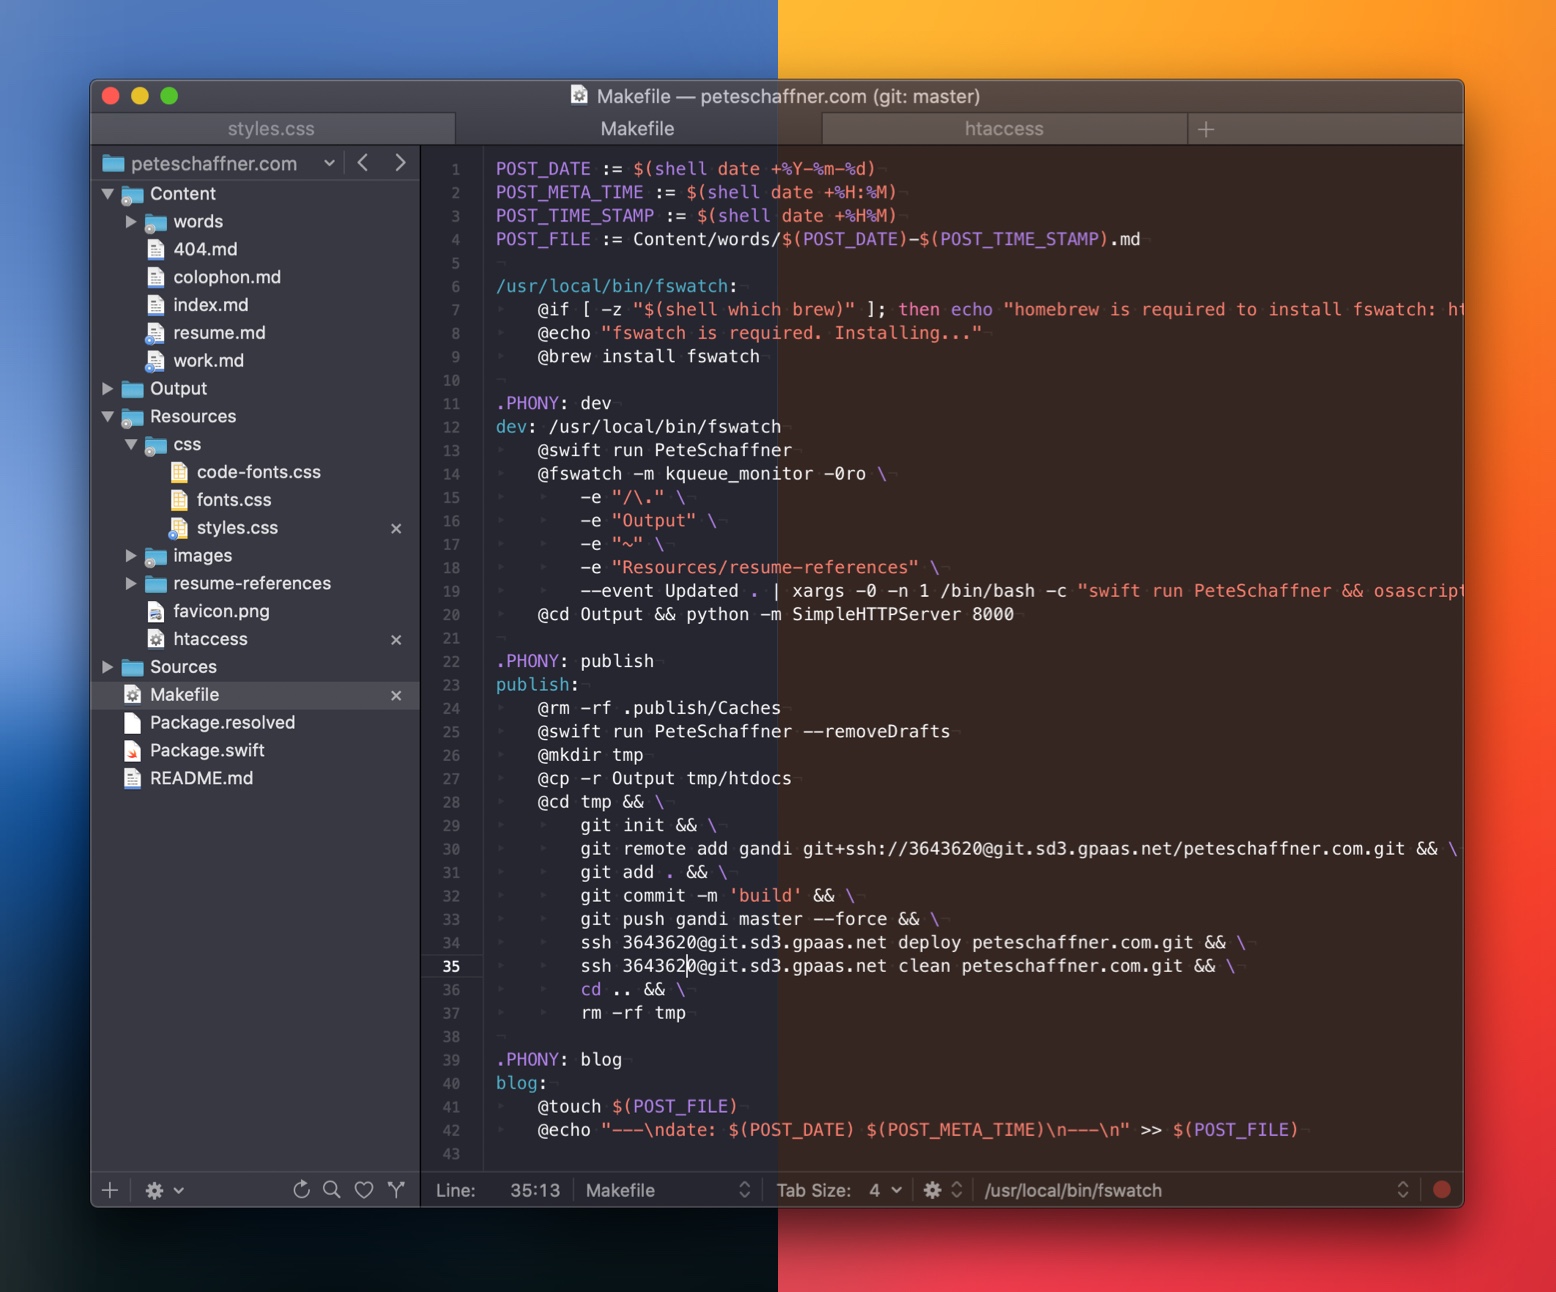 Makefile — peteschaffner.com (git: master)
styles.css
Makefile
htaccess
peteschaffner.com
Content
words
404.md
colophon.md
index.md
resume.md
work.md
Output
Resources
css
code-fonts.css
fonts.css
styles.css
images
resume-references
favicon.png
htaccess
Sources
Makefile
Package.resolved
Package.swift
README.md
1 POST_DATE := $(shell date +%Y-%m-%d)
2 POST_META_TIME := $(shell date +%H:%M)
3 POST_TIME_STAMP := $(shell date +%H%M)
4 POST_FILE := Content/words/$(POST_DATE)-$(POST_TIME_STAMP).md
5
6 /usr/local/bin/fswatch:
7 @if [ -z "$(shell which brew)" ]; then echo "homebrew is required to install fswatch: ht
8 @echo "fswatch is required. Installing..."
9 @brew install fswatch
10
11 .PHONY: dev
12 dev: /usr/local/bin/fswatch
13 @swift run PeteSchaffner
14 @fswatch -m kqueue_monitor -0ro \
15 -e "/\." \
16 -e "Output" \
17 -e "~" \
18 -e "Resources/resume-references" \
19 --event Updated . | xargs -0 -n 1 /bin/bash -c "swift run PeteSchaffner && osascript
20 @cd Output && python -m SimpleHTTPServer 8000
21
22 .PHONY: publish
23 publish:
24 @rm -rf .publish/Caches
25 @swift run PeteSchaffner --removeDrafts
26 @mkdir tmp
27 @cp -r Output tmp/htdocs
28 @cd tmp && \
29 git init && \
30 git remote add gandi git+ssh://3643620@git.sd3.gpaas.net/peteschaffner.com.git && \
31 git add . && \
32 git commit -m 'build' && \
33 git push gandi master --force && \
34 ssh 3643620@git.sd3.gpaas.net deploy peteschaffner.com.git && \
35 ssh 3643620@git.sd3.gpaas.net clean peteschaffner.com.git && \
36 cd .. && \
37 rm -rf tmp
38
39 .PHONY: blog
40 blog:
41 @touch $(POST_FILE)
42 @echo "---\ndate: $(POST_DATE) $(POST_META_TIME)\n---\n" >> $(POST_FILE)
43
Line: 35:13 Makefile Tab Size: 4 /usr/local/bin/fswatch